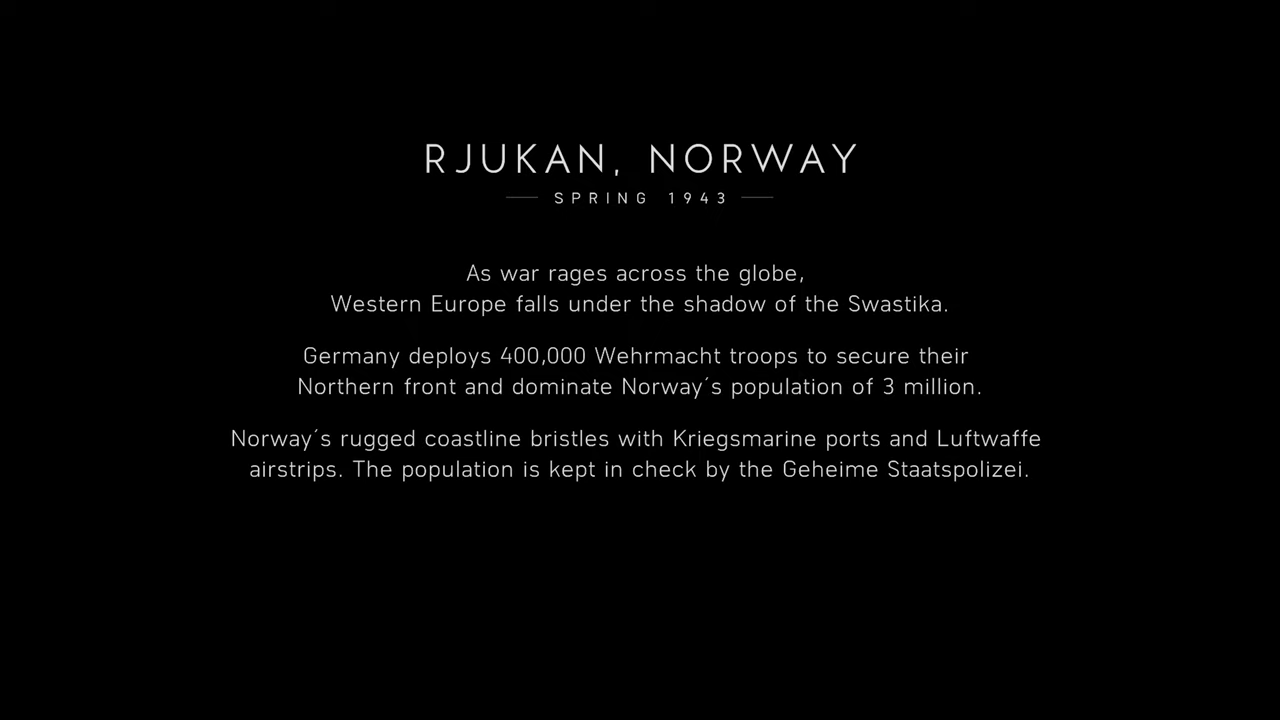 RJUKAN, NORWAY
SPRING 1943
As war rages across the globe,
Western Europe falls under the shadow of the Swastika.
Germany deploys 400,000 Wehrmacht troops to secure their
Northern front and dominate Norway´s population of 3 million.
Norway´s rugged coastline bristles with Kriegsmarine ports and Luftwaffe
airstrips. The population is kept in check by the Geheime Staatspolizei.